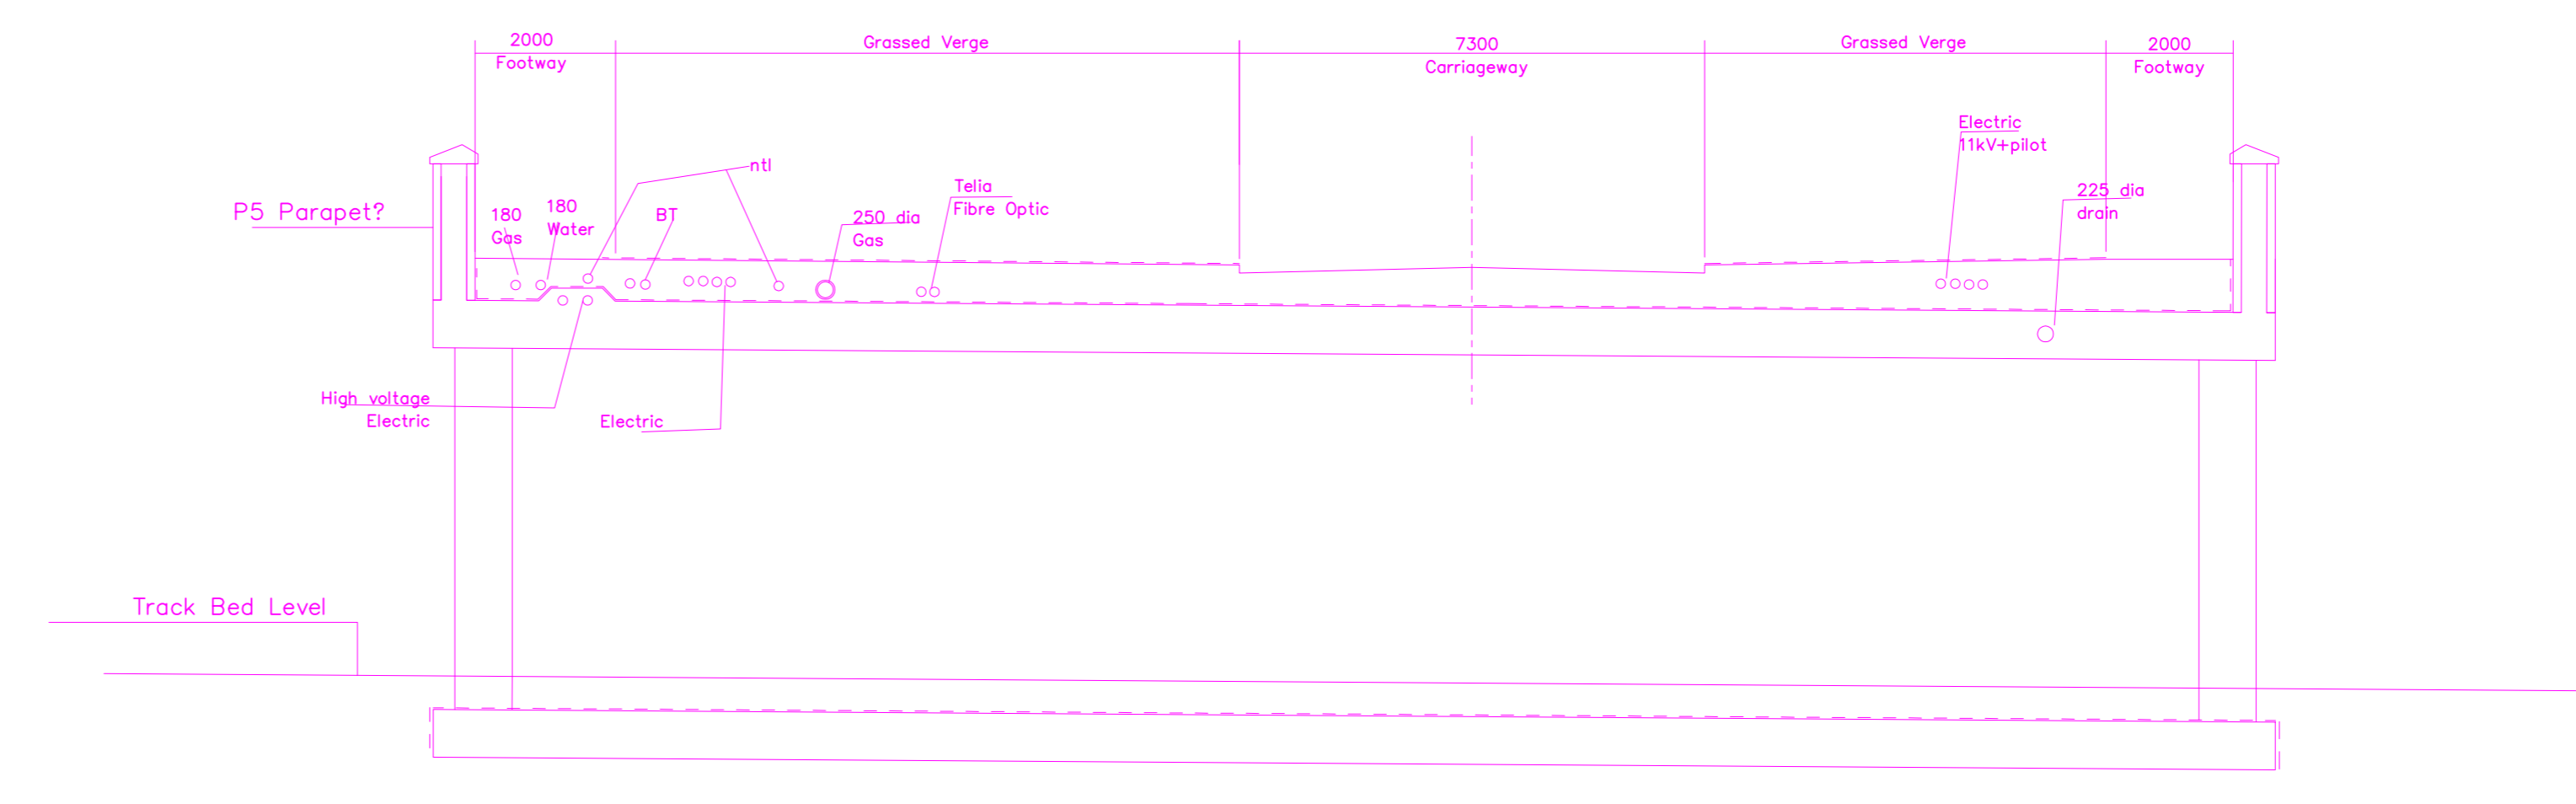 2000
Footway
Grassed Verge
7300
Carriageway
Grassed Verge
2000
Footway
Electric
11kV+pilot
ntl
P5 Parapet?
180
Gas
180
Water
BT
250 dia
Gas
Telia
Fibre Optic
225 dia
drain
High voltage
Electric
Electric
Track Bed Level